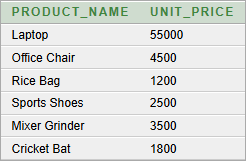 PRODUCT_NAME UNIT_PRICE
Laptop 55000
Office Chair 4500
Rice Bag 1200
Sports Shoes 2500
Mixer Grinder 3500
Cricket Bat 1800